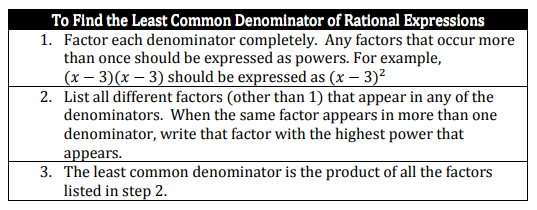 To Find the Least Common Denominator of Rational Expressions
1. Factor each denominator completely. Any factors that occur more
than once should be expressed as powers. For example,
(𝑥 − 3)(𝑥 − 3) should be expressed as (𝑥 − 3)²
2. List all different factors (other than 1) that appear in any of the
denominators. When the same factor appears in more than one
denominator, write that factor with the highest power that
appears.
3. The least common denominator is the product of all the factors
listed in step 2.